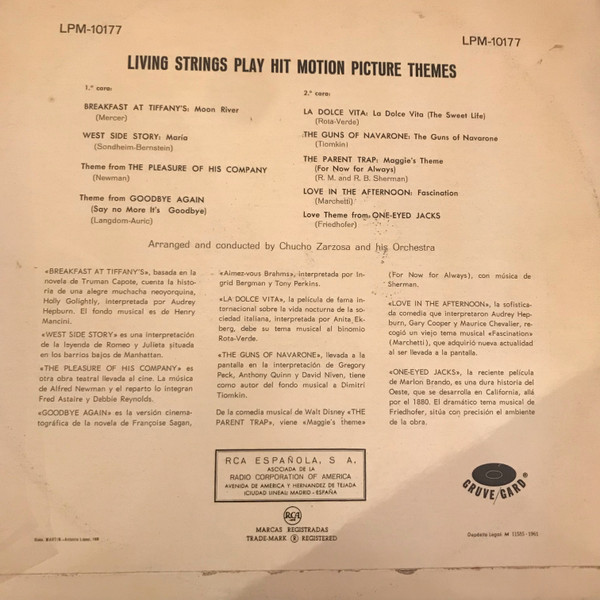 LPM-10177
LPM-10177
LIVING STRINGS PLAY HIT MOTION PICTURE THEMES
1.ª cara:
BREAKFAST AT TIFFANY'S: Moon River
(Mercer)
WEST SIDE STORY: María
(Sondheim-Bernstein)
Theme from THE PLEASURE OF HIS COMPANY
(Newman)
Theme from GOODBYE AGAIN
(Say no More It's Goodbye)
(Langdom-Auric)
2.ª cara:
LA DOLCE VITA: La Dolce Vita (The Sweet Life)
(Rota-Verde)
THE GUNS OF NAVARONE: The Guns of Navarone
(Tiomkin)
THE PARENT TRAP: Maggie's Theme
(For Now for Always)
(R. M. and R. B. Sherman)
LOVE IN THE AFTERNOON: Fascination
(Marchetti)
Love Theme from ONE-EYED JACKS
(Friedhofer)
Arranged and conducted by Chucho Zarzosa and his Orchestra
«BREAKFAST AT TIFFANY'S», basada en la
novela de Truman Capote, cuenta la histo-
ria de una alegre muchacha neoyorquina,
Holly Golightly, interpretada por Audrey
Hepburn. El fondo musical es de Henry
Mancini.
«WEST SIDE STORY» es una interpretación
de la leyenda de Romeo y Julieta situada
en los barrios bajos de Manhattan.
«THE PLEASURE OF HIS COMPANY» es
otra obra teatral llevada al cine. La música
de Alfred Newman y el reparto lo integran
Fred Astaire y Debbie Reynolds.
«GOODBYE AGAIN» es la versión cinema-
tográfica de la novela de Françoise Sagan,
«Aimez-vous Brahms», interpretada por In-
grid Bergman y Tony Perkins.
«LA DOLCE VITA», la película de fama in-
ternacional sobre la vida nocturna de la so-
ciedad italiana, interpretada por Anita, Ek-
berg, debe su tema musical al binomio
Rota-Verde.
«THE GUNS OF NAVARONE», llevada a la
pantalla en la interpretación de Gregory
Peck, Anthony Quinn y David Niven, tiene
como autor del fondo musical a Dimitri
Tiomkin.
De la comedia musical de Walt Disney «THE
PARENT TRAP», viene «Maggie's theme»
(For Now for Always), con música de
Sherman.
«LOVE IN THE AFTERNOON», la sofistica-
da comedia que interpretaron Audrey Hep-
burn, Gary Cooper y Maurice Chevalier, re-
cogió un viejo tema musical «Fascination»
(Marchetti), que adquirió nueva actualidad
al ser llevada a la pantalla.
«ONE-EYED JACKS», la reciente película
de Marlon Brando, es una dura historia del
Oeste, que se desarrolla en California, allá
por el 1880. El dramático tema musical de
Friedhofer, sitúa con precisión el ambiente
de la obra.
RCA ESPAÑOLA, S. A.
ASOCIADA DE LA
RADIO CORPORATION OF AMERICA
AVENIDA DE AMERICA Y HERNANDEZ DE TEJADA
(CIUDAD LINEAL) MADRID - ESPAÑA
RCA
MARCAS REGISTRADAS
TRADE-MARK ® REGISTERED
GRUVE/GARD
Depósito Legal: M 11555-1961